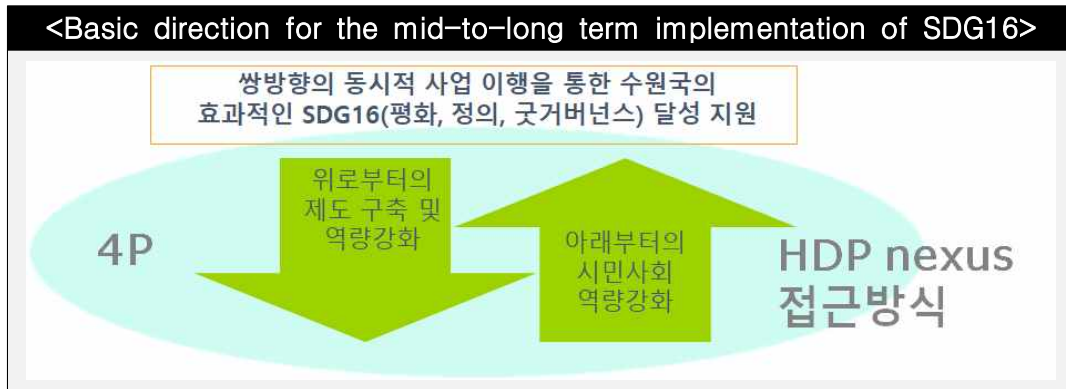 <Basic direction for the mid-to-long term implementation of SDG16>
쌍방향의 동시적 사업 이행을 통한 수원국의
효과적인 SDG16(평화, 정의, 굿거버넌스) 달성 지원
4P
위로부터의
제도 구축 및
역량강화
아래부터의
시민사회
역량강화
HDP nexus
접근방식